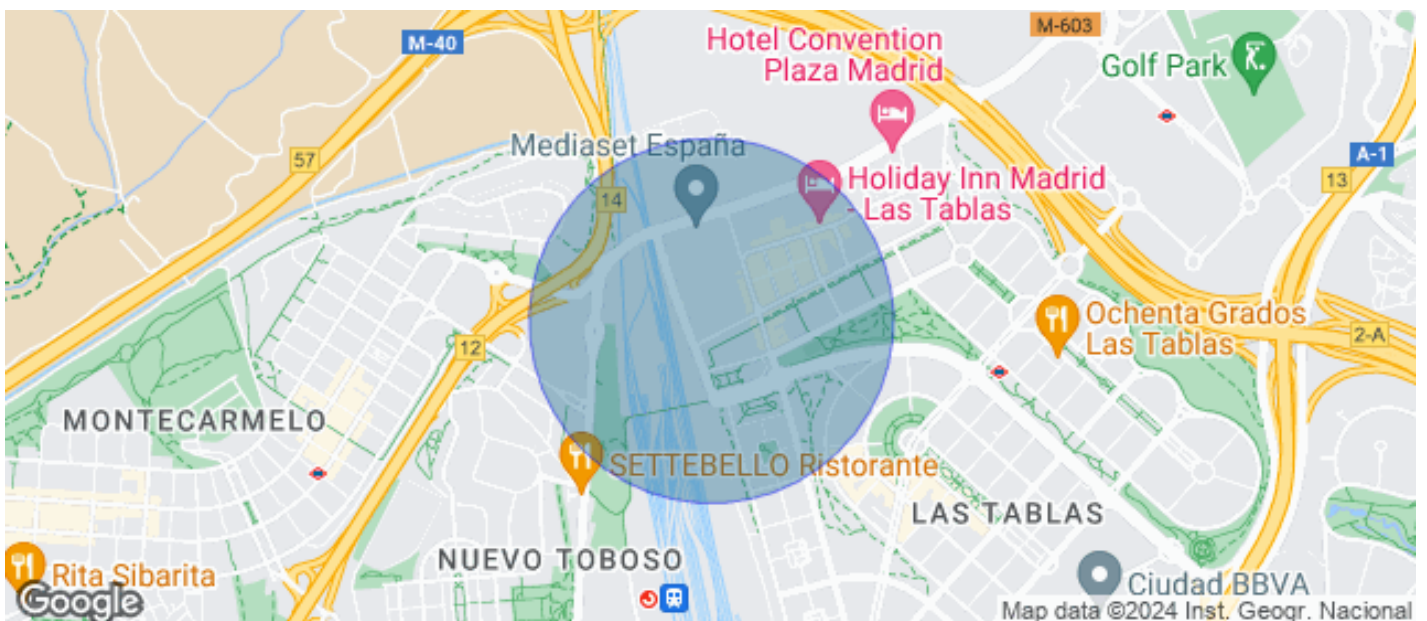 M-603
M-40
Hotel Convention
Plaza Madrid
Golf Park
Mediaset España
57
A-1
13
14
Holiday Inn Madrid
- Las Tablas
Ochenta Grados
Las Tablas
2-A
12
MONTECARMELO
SETTEBELLO Ristorante
LAS TABLAS
NUEVO TOBOSO
Rita Sibarita
Ciudad BBVA
Google
Map data ©2024 Inst. Geogr. Nacional